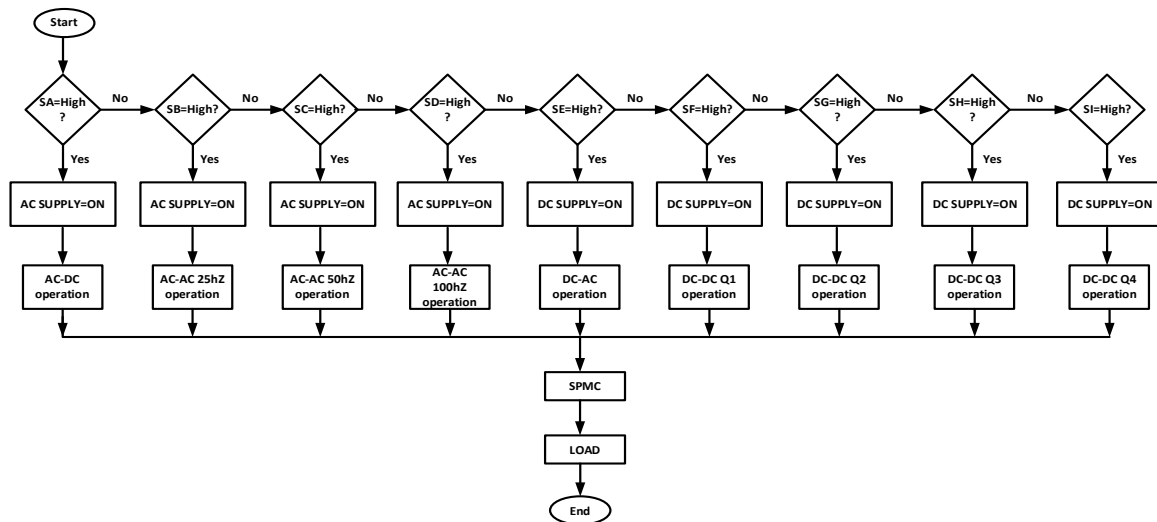 Start
SA=High
?
No
SB=High?
No
SC=High?
No
SD=High
?
No
SE=High?
No
SF=High?
No
SG=High
?
No
SH=High
?
No
SI=High?
Yes
Yes
Yes
Yes
Yes
Yes
Yes
Yes
Yes
AC SUPPLY=ON
AC SUPPLY=ON
AC SUPPLY=ON
AC SUPPLY=ON
DC SUPPLY=ON
DC SUPPLY=ON
DC SUPPLY=ON
DC SUPPLY=ON
DC SUPPLY=ON
AC-DC
operation
AC-AC 25hZ
operation
AC-AC 50hZ
operation
AC-AC
100hZ
operation
DC-AC
operation
DC-DC Q1
operation
DC-DC Q2
operation
DC-DC Q3
operation
DC-DC Q4
operation
SPMC
LOAD
End